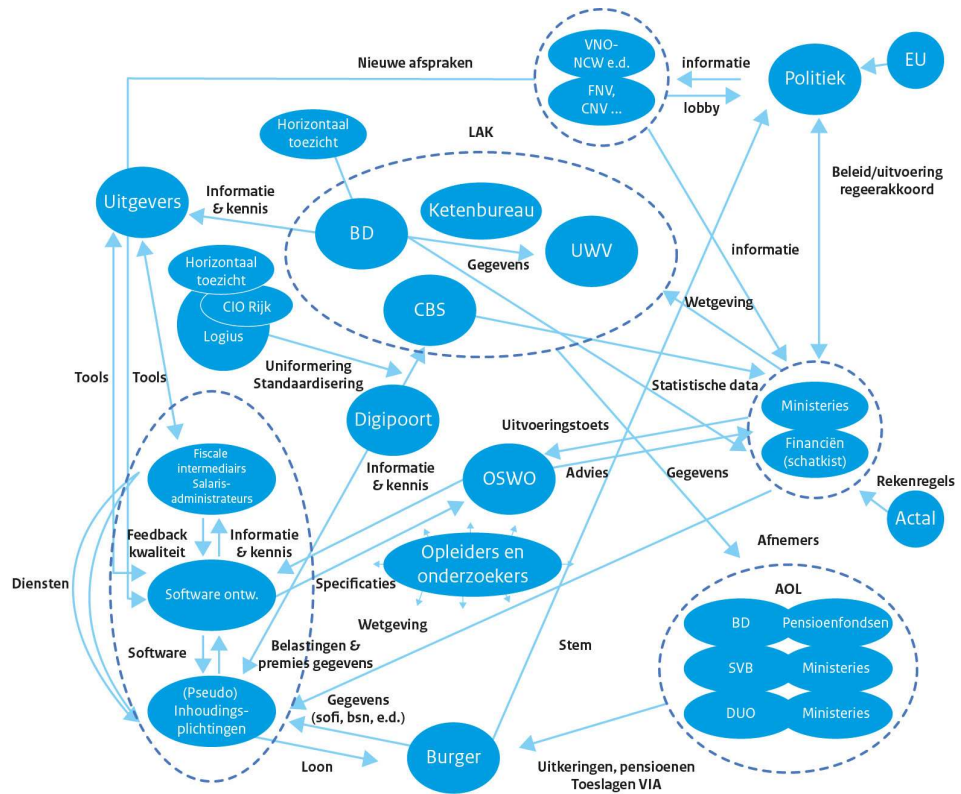 VNO-
NCW e.d.
FNV,
CNV ...
Nieuwe afspraken
informatie
lobby
Politiek
EU
Horizontaal
toezicht
LAK
Beleid/uitvoering
regeerakkoord
Uitgevers
Informatie
& kennis
BD
Ketenbureau
UWV
Gegevens
informatie
Horizontaal
toezicht
CIO Rijk
Logius
CBS
Wetgeving
Uniformering
Standaardisering
Tools
Tools
Statistische data
Digipoort
Uitvoeringstoets
Ministeries
Financiën
(schatkist)
Fiscale
intermediairs
Salaris-
administrateurs
Informatie
& kennis
OSWO
Advies
Gegevens
Rekenregels
Actal
Feedback
kwaliteit
Informatie
& kennis
Opleiders en
onderzoekers
Afnemers
Diensten
Software ontw.
Specificaties
AOL
BD
Pensioenfondsen
SVB
Ministeries
DUO
Ministeries
Wetgeving
Stem
Software
Belastingen &
premies gegevens
(Pseudo)
Inhoudings-
plichtingen
Gegevens
(sofi, bsn, e.d.)
Loon
Burger
Uitkeringen, pensioenen
Toeslagen VIA